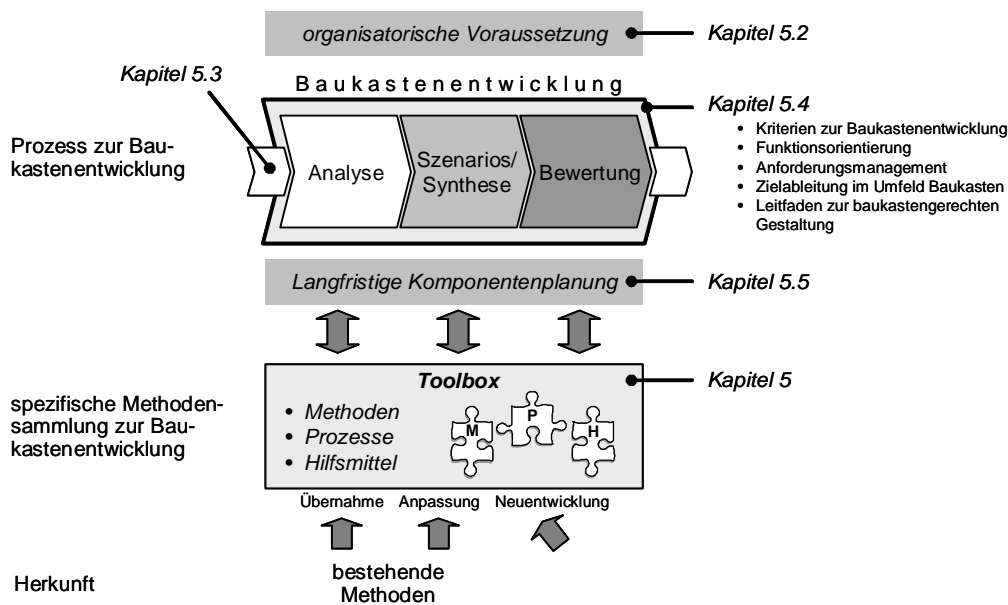 organisatorische Voraussetzung
Kapitel 5.2
Kapitel 5.3
Baukastenentwicklung
Kapitel 5.4
• Kriterien zur Baukastenentwicklung
• Funktionsorientierung
• Anforderungsmanagement
• Zielableitung im Umfeld Baukasten
• Leitfaden zur baukastengerechten
Gestaltung
Prozess zur Bau-
kastenentwicklung
Analyse
Szenarios/
Synthese
Bewertung
Langfristige Komponentenplanung
Kapitel 5.5
Toolbox
Kapitel 5
spezifische Methoden-
sammlung zur Bau-
kastenentwicklung
• Methoden
• Prozesse
• Hilfsmittel
M
P
H
Übernahme Anpassung Neuentwicklung
bestehende
Methoden
Herkunft